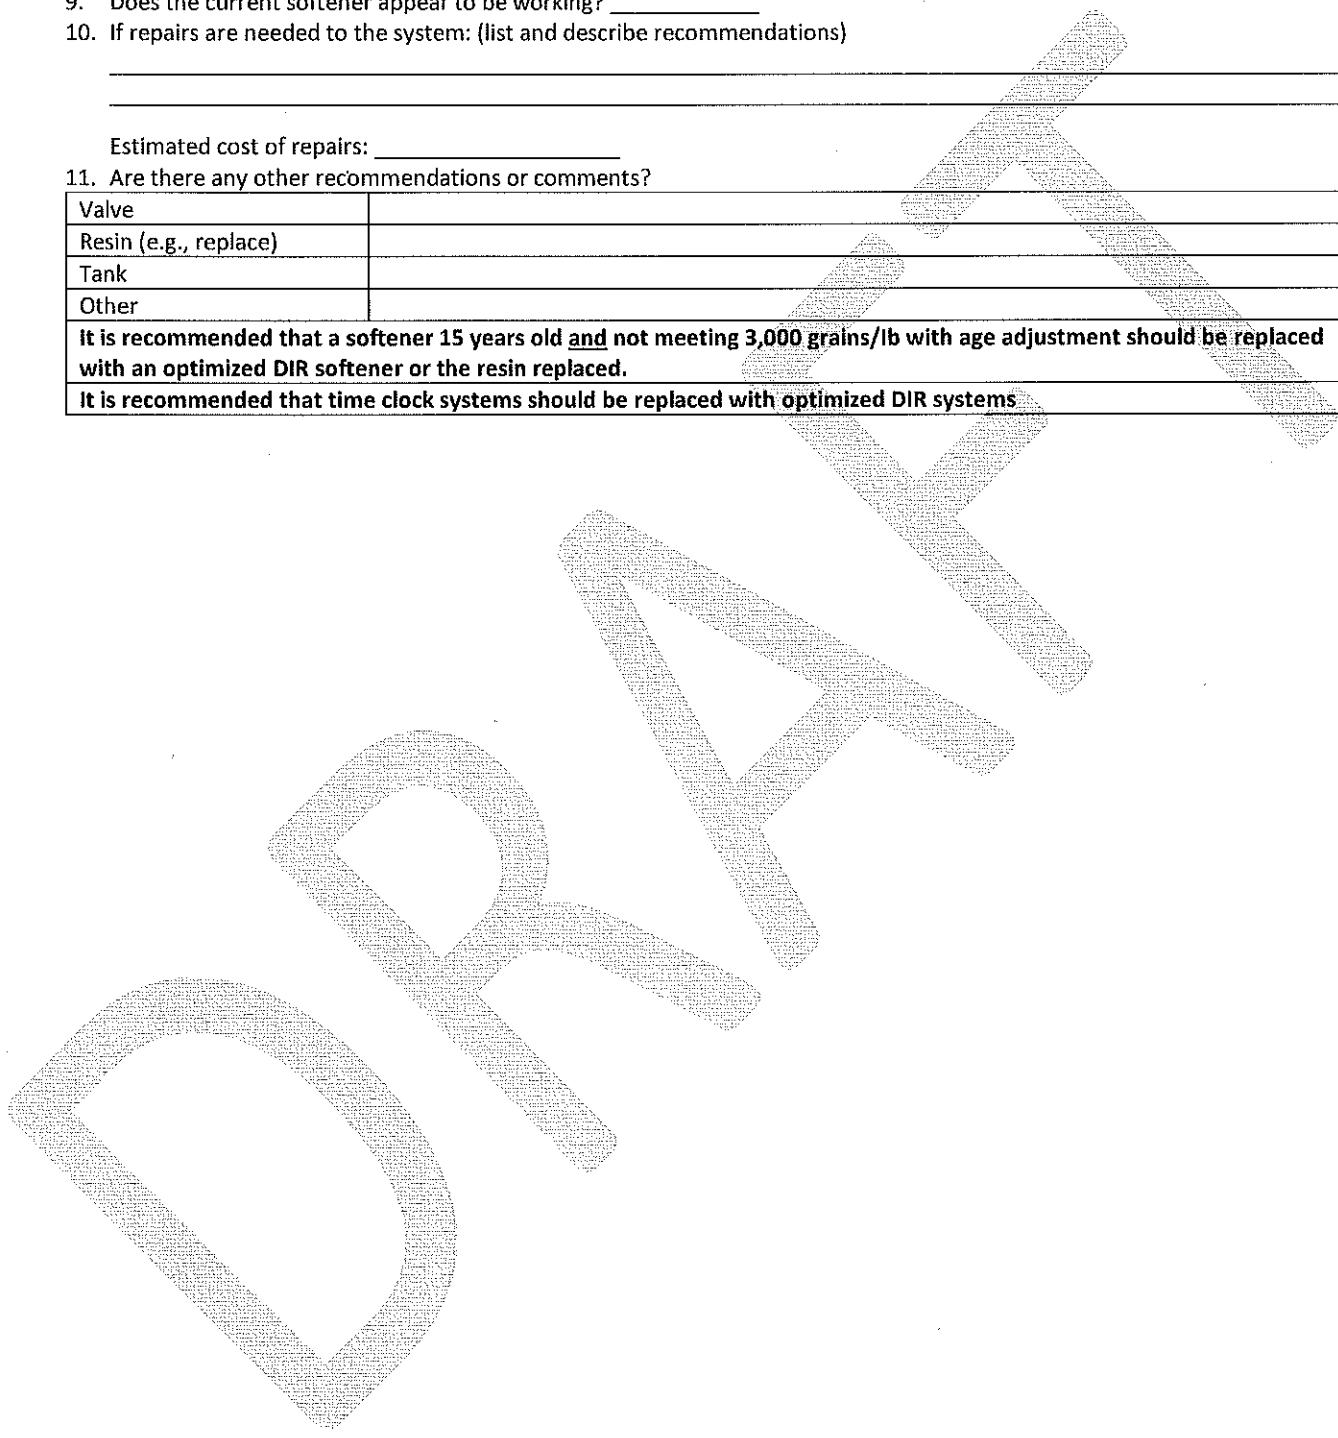 9. Does the current softener appear to be working? _______________
10. If repairs are needed to the system: (list and describe recommendations)
Estimated cost of repairs: ________________________
11. Are there any other recommendations or comments?
Valve
Resin (e.g., replace)
Tank
Other
It is recommended that a softener 15 years old and not meeting 3,000 grains/lb with age adjustment should be replaced
with an optimized DIR softener or the resin replaced.
It is recommended that time clock systems should be replaced with optimized DIR systems
DRAFT